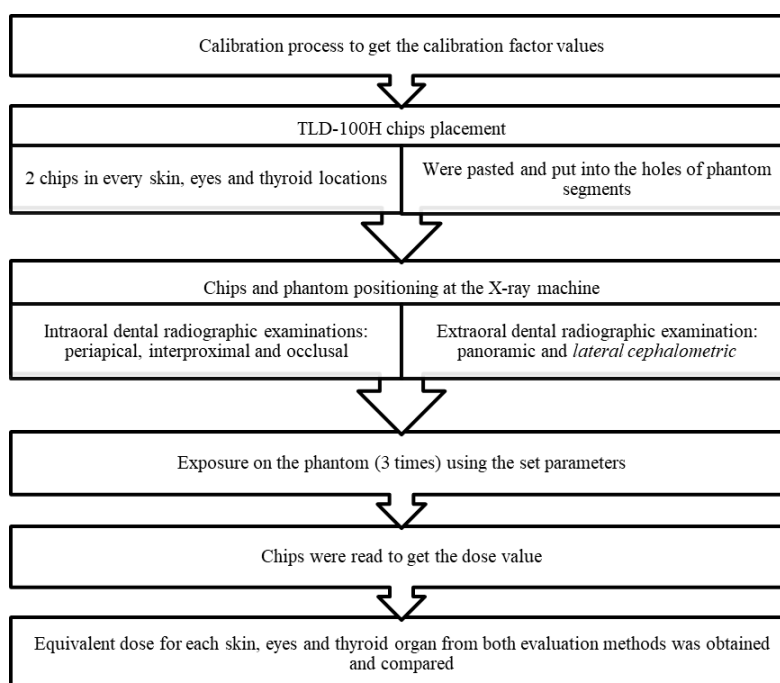 Calibration process to get the calibration factor values
TLD-100H chips placement
2 chips in every skin, eyes and thyroid locations
Were pasted and put into the holes of phantom
segments
Chips and phantom positioning at the X-ray machine
Intraoral dental radiographic examinations:
periapical, interproximal and occlusal
Extraoral dental radiographic examination:
panoramic and lateral cephalometric
Exposure on the phantom (3 times) using the set parameters
Chips were read to get the dose value
Equivalent dose for each skin, eyes and thyroid organ from both evaluation methods was obtained
and compared